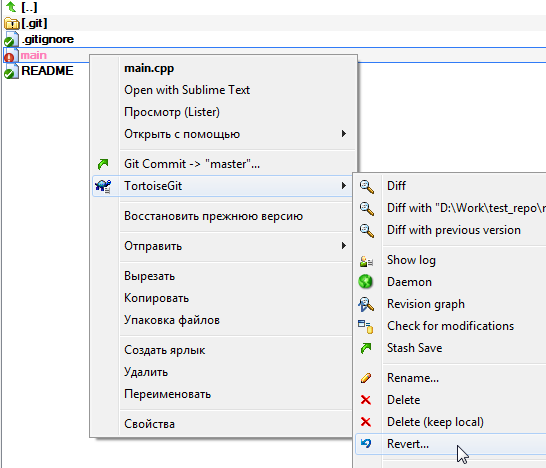 [..]
[.git]
.gitignore
main
README
main.cpp
Open with Sublime Text
Просмотр (Lister)
Открыть с помощью
Git Commit -> "master"...
TortoiseGit
Восстановить прежнюю версию
Отправить
Вырезать
Копировать
Упаковка файлов
Создать ярлык
Удалить
Переименовать
Свойства
Diff
Diff with "D:\Work\test_repo\
Diff with previous version
Show log
Daemon
Revision graph
Check for modifications
Stash Save
Rename...
Delete
Delete (keep local)
Revert...